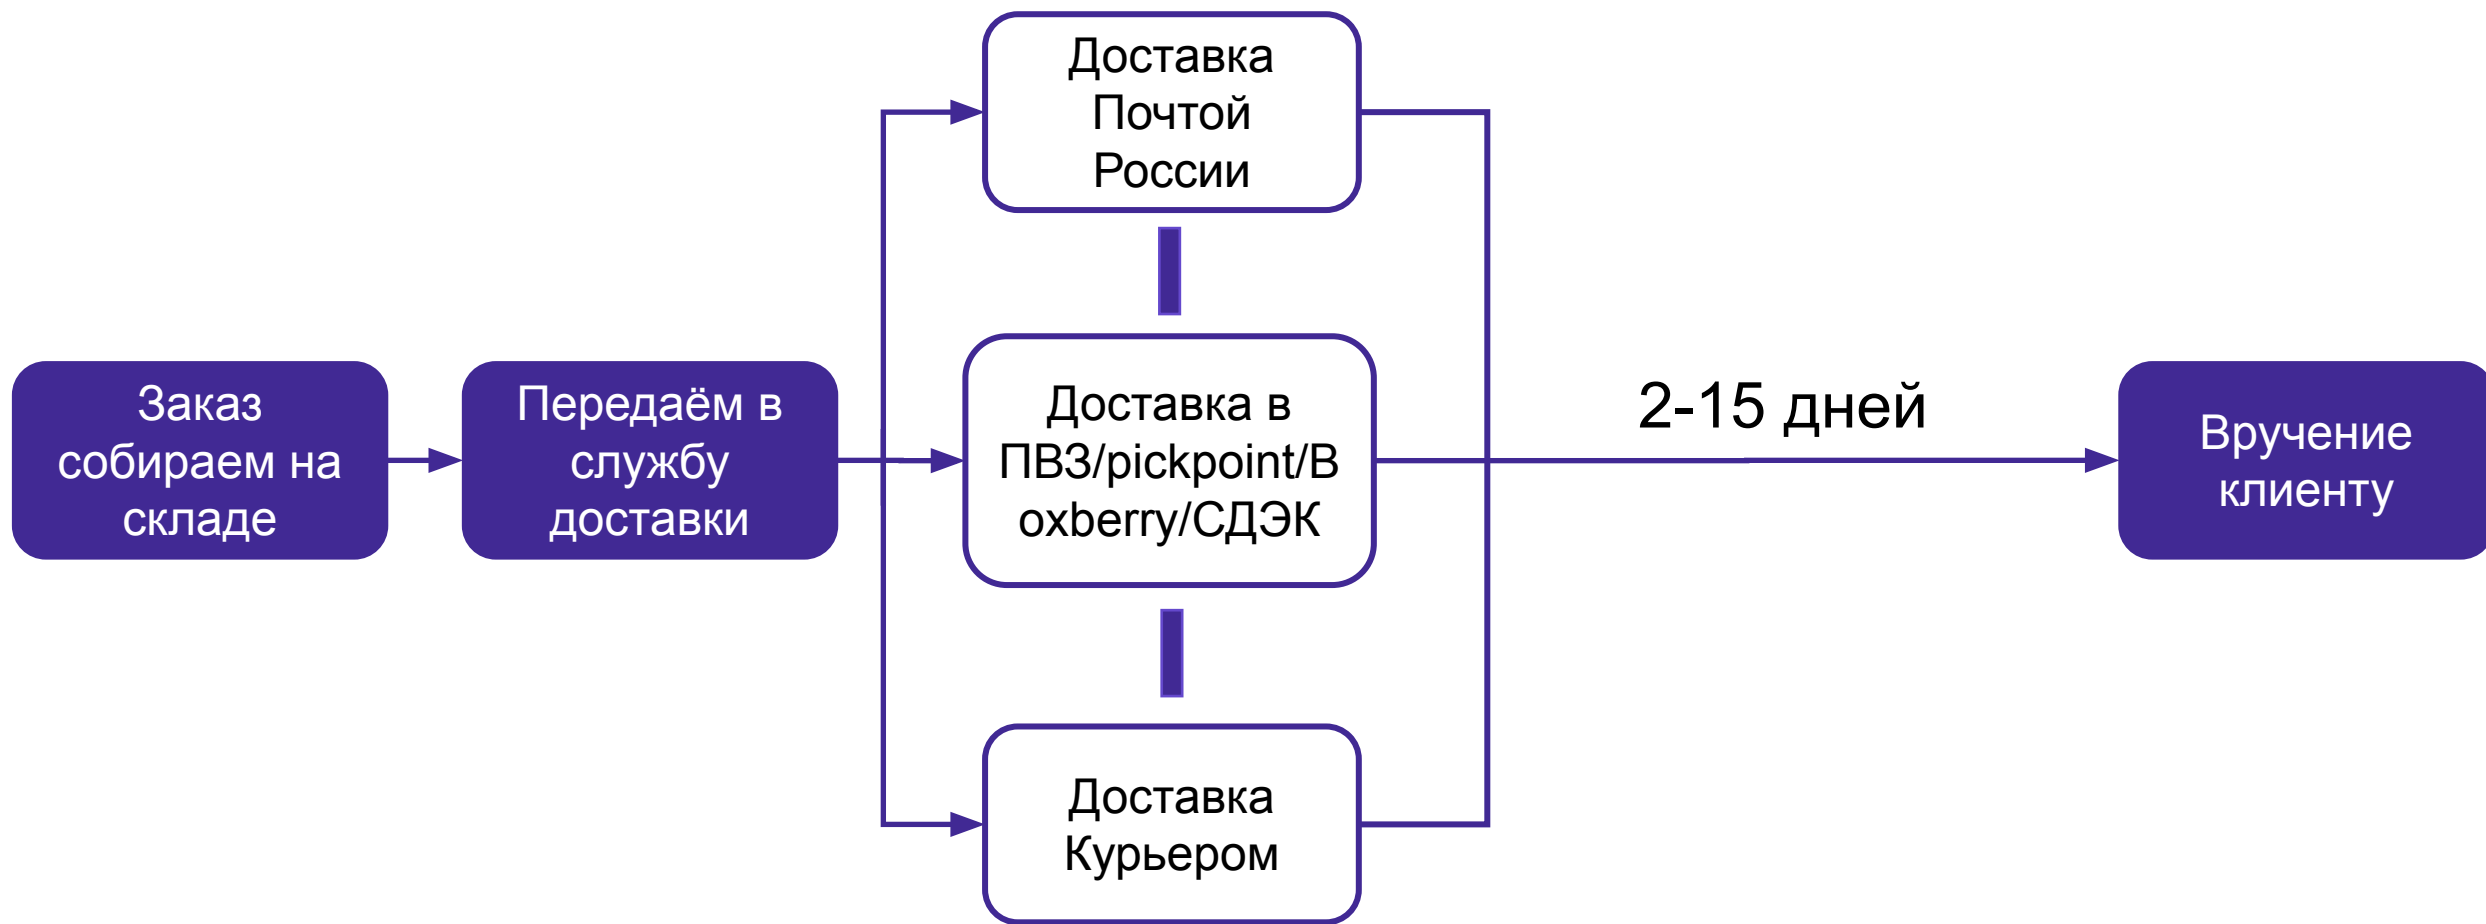 Доставка
Почтой
России
Заказ
собираем на
складе
Передаём в
службу
доставки
Доставка в
ПВЗ/pickpoint/B
oxberry/СДЭК
2-15 дней
Вручение
клиенту
Доставка
Курьером